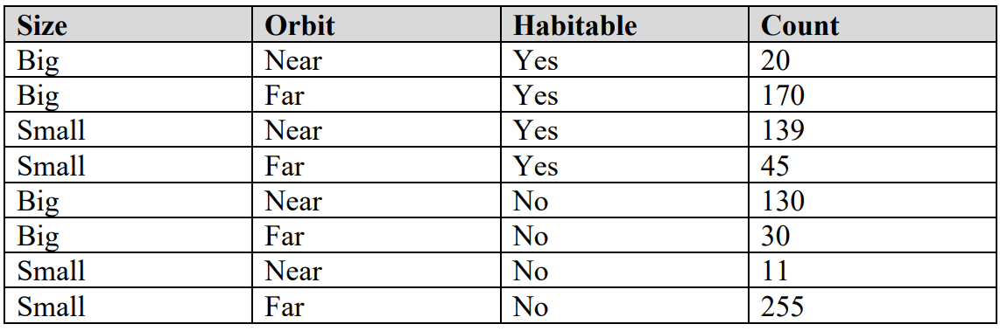 Size Orbit Habitable Count
Big Near Yes 20
Big Far Yes 170
Small Near Yes 139
Small Far Yes 45
Big Near No 130
Big Far No 30
Small Near No 11
Small Far No 255